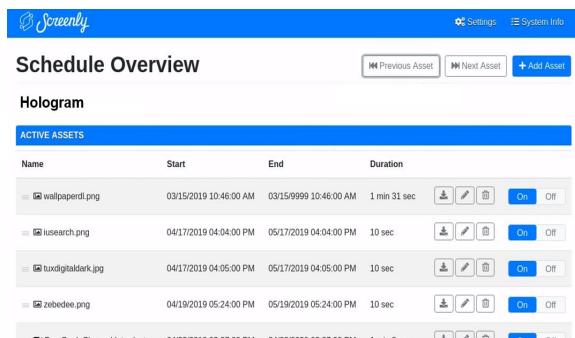 Screenly
Settings
System Info
Schedule Overview
Previous Asset
Next Asset
+ Add Asset
Hologram
ACTIVE ASSETS
Name Start End Duration
wallpaperdl.png 03/15/2019 10:46:00 AM 03/15/9999 10:46:00 AM 1 min 31 sec On Off
iusearch.png 04/17/2019 04:04:00 PM 05/17/2019 04:04:00 PM 10 sec On Off
tuxdigitaldark.jpg 04/17/2019 04:05:00 PM 05/17/2019 04:05:00 PM 10 sec On Off
zebedee.png 04/19/2019 05:24:00 PM 05/19/2019 05:24:00 PM 10 sec On Off